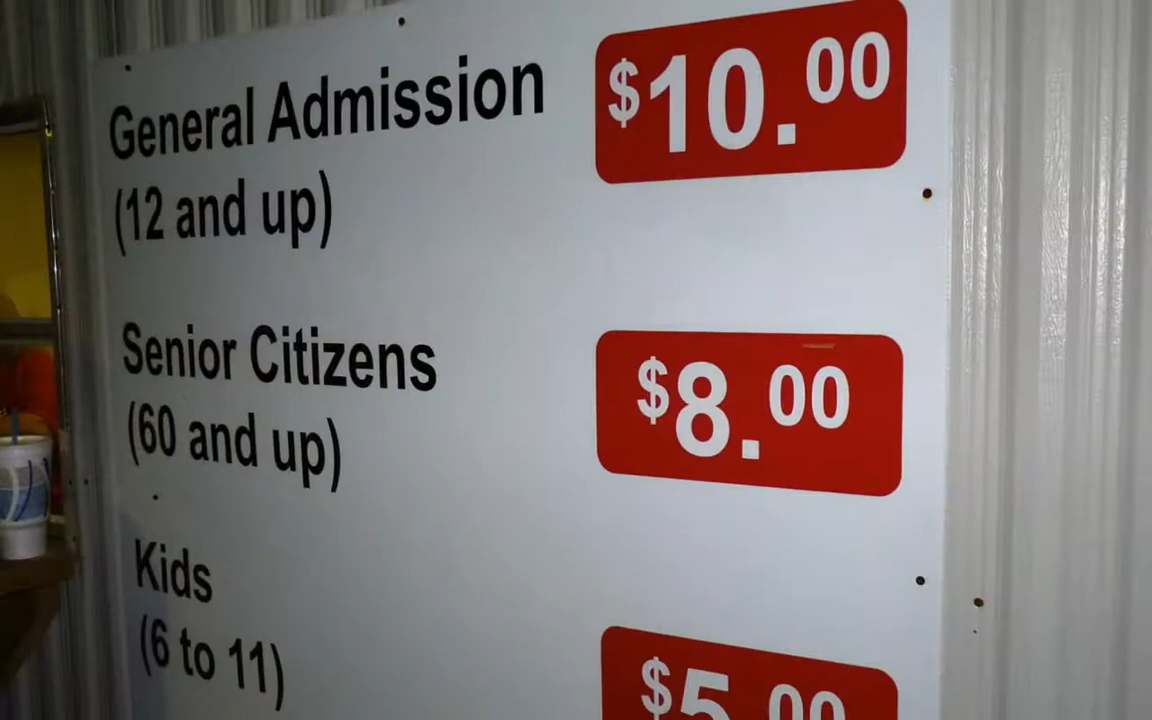 General Admission $10.00
(12 and up)
Senior Citizens $8.00
(60 and up)
Kids $5.00
(6 to 11)